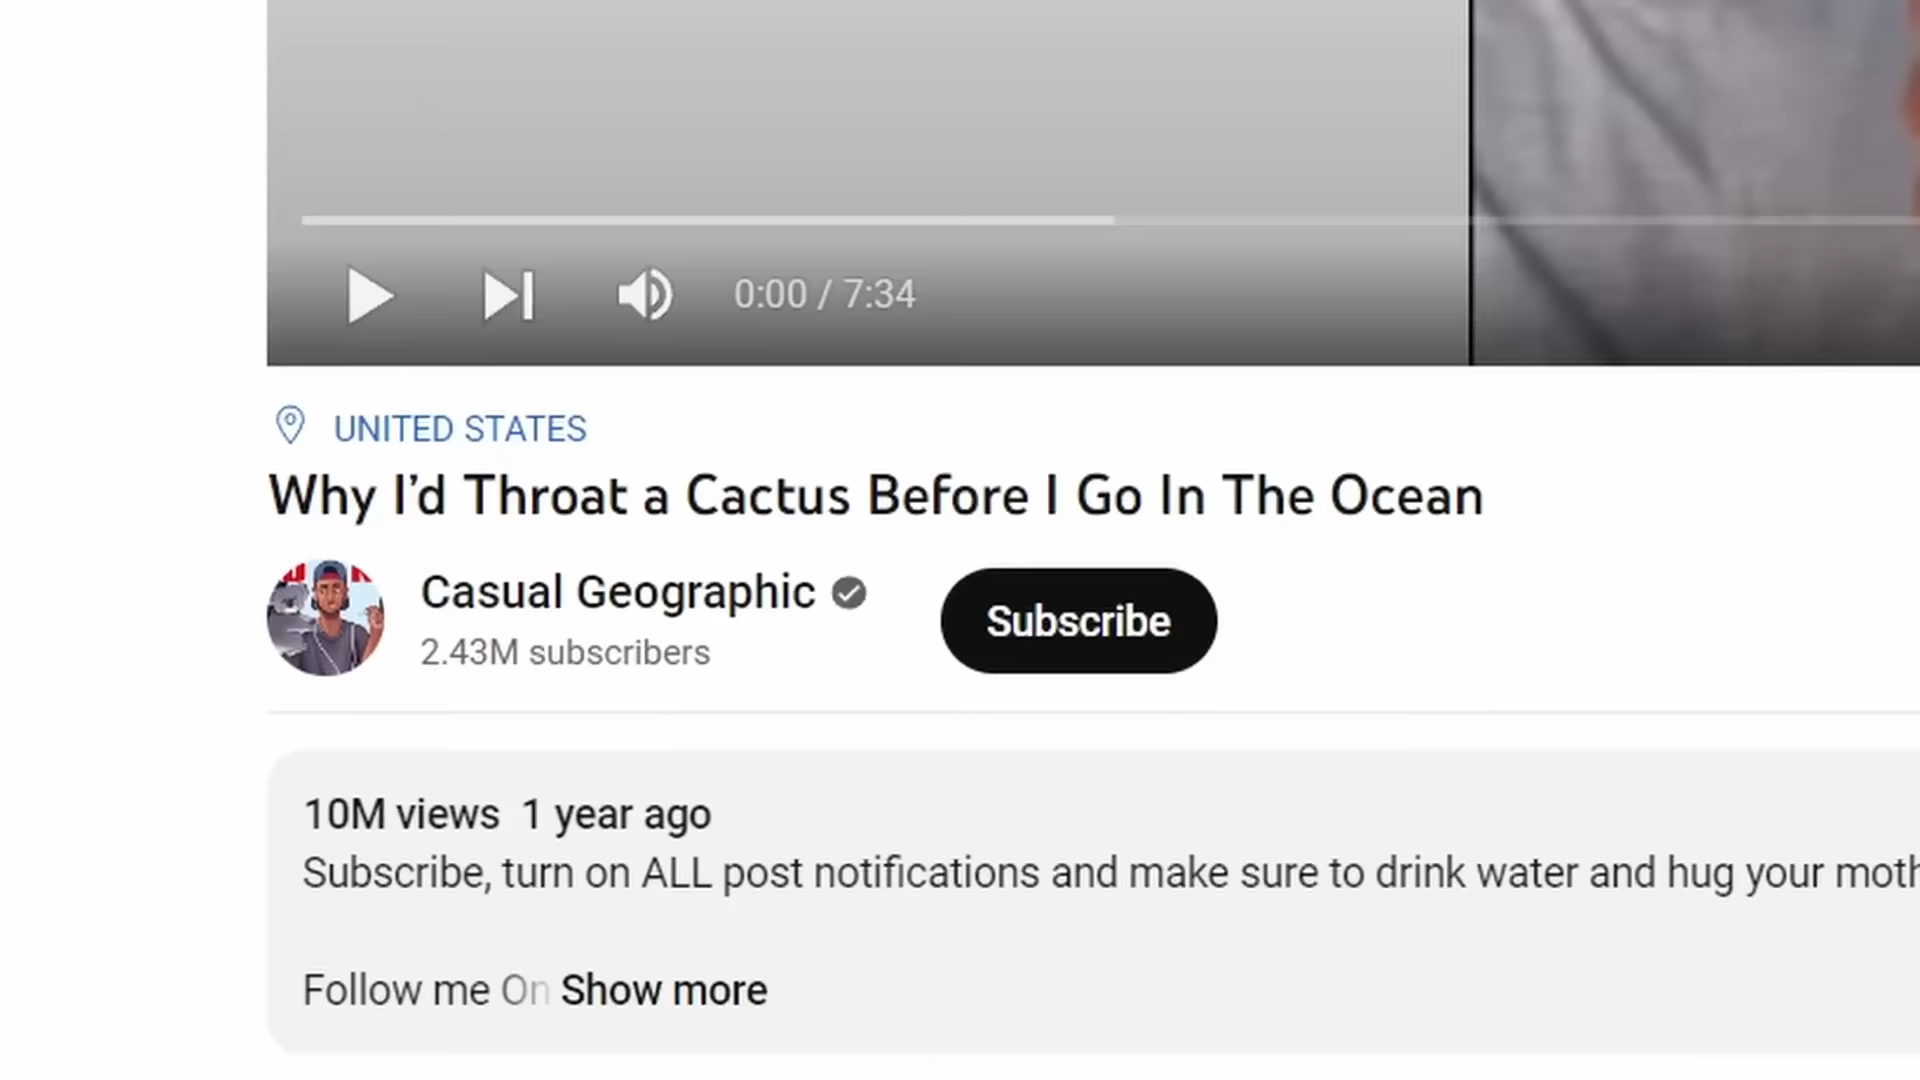 0:00 / 7:34
UNITED STATES
Why I’d Throat a Cactus Before I Go In The Ocean
Casual Geographic
2.43M subscribers
Subscribe
10M views 1 year ago
Subscribe, turn on ALL post notifications and make sure to drink water and hug your moth
Follow me On Show more